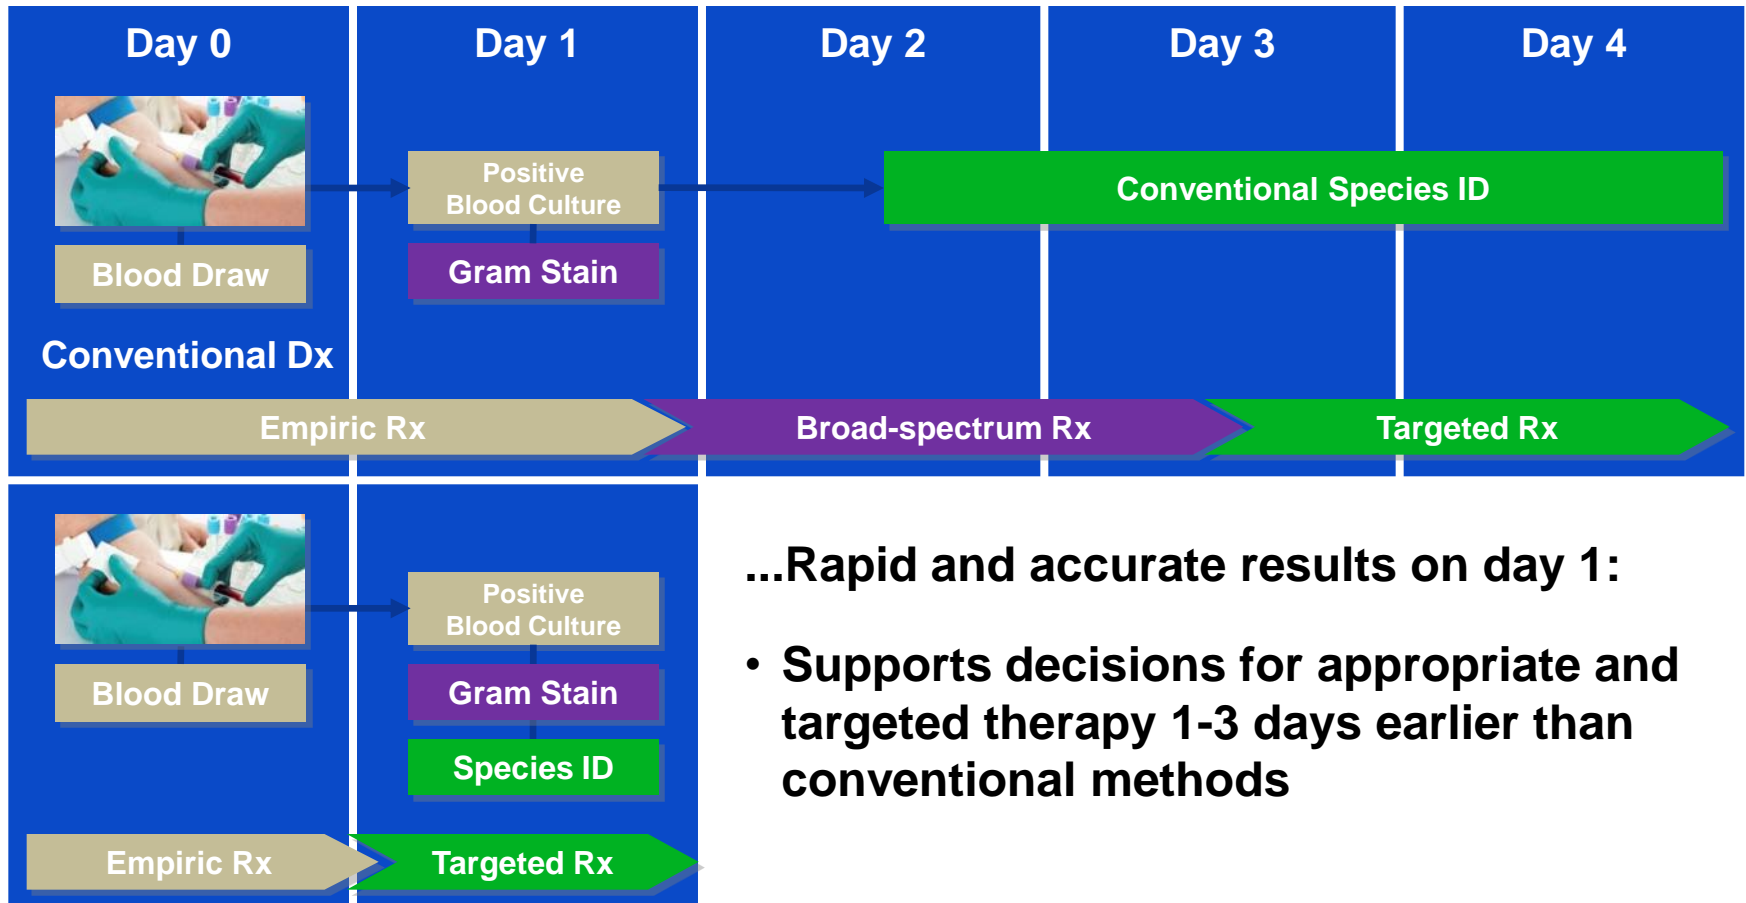 Day 0
Day 1
Day 2
Day 3
Day 4
Positive
Blood Culture
Conventional Species ID
Blood Draw
Gram Stain
Conventional Dx
Empiric Rx
Broad-spectrum Rx
Targeted Rx
Positive
Blood Culture
Blood Draw
Gram Stain
Species ID
Empiric Rx
Targeted Rx
...Rapid and accurate results on day 1:
• Supports decisions for appropriate and
targeted therapy 1-3 days earlier than
conventional methods